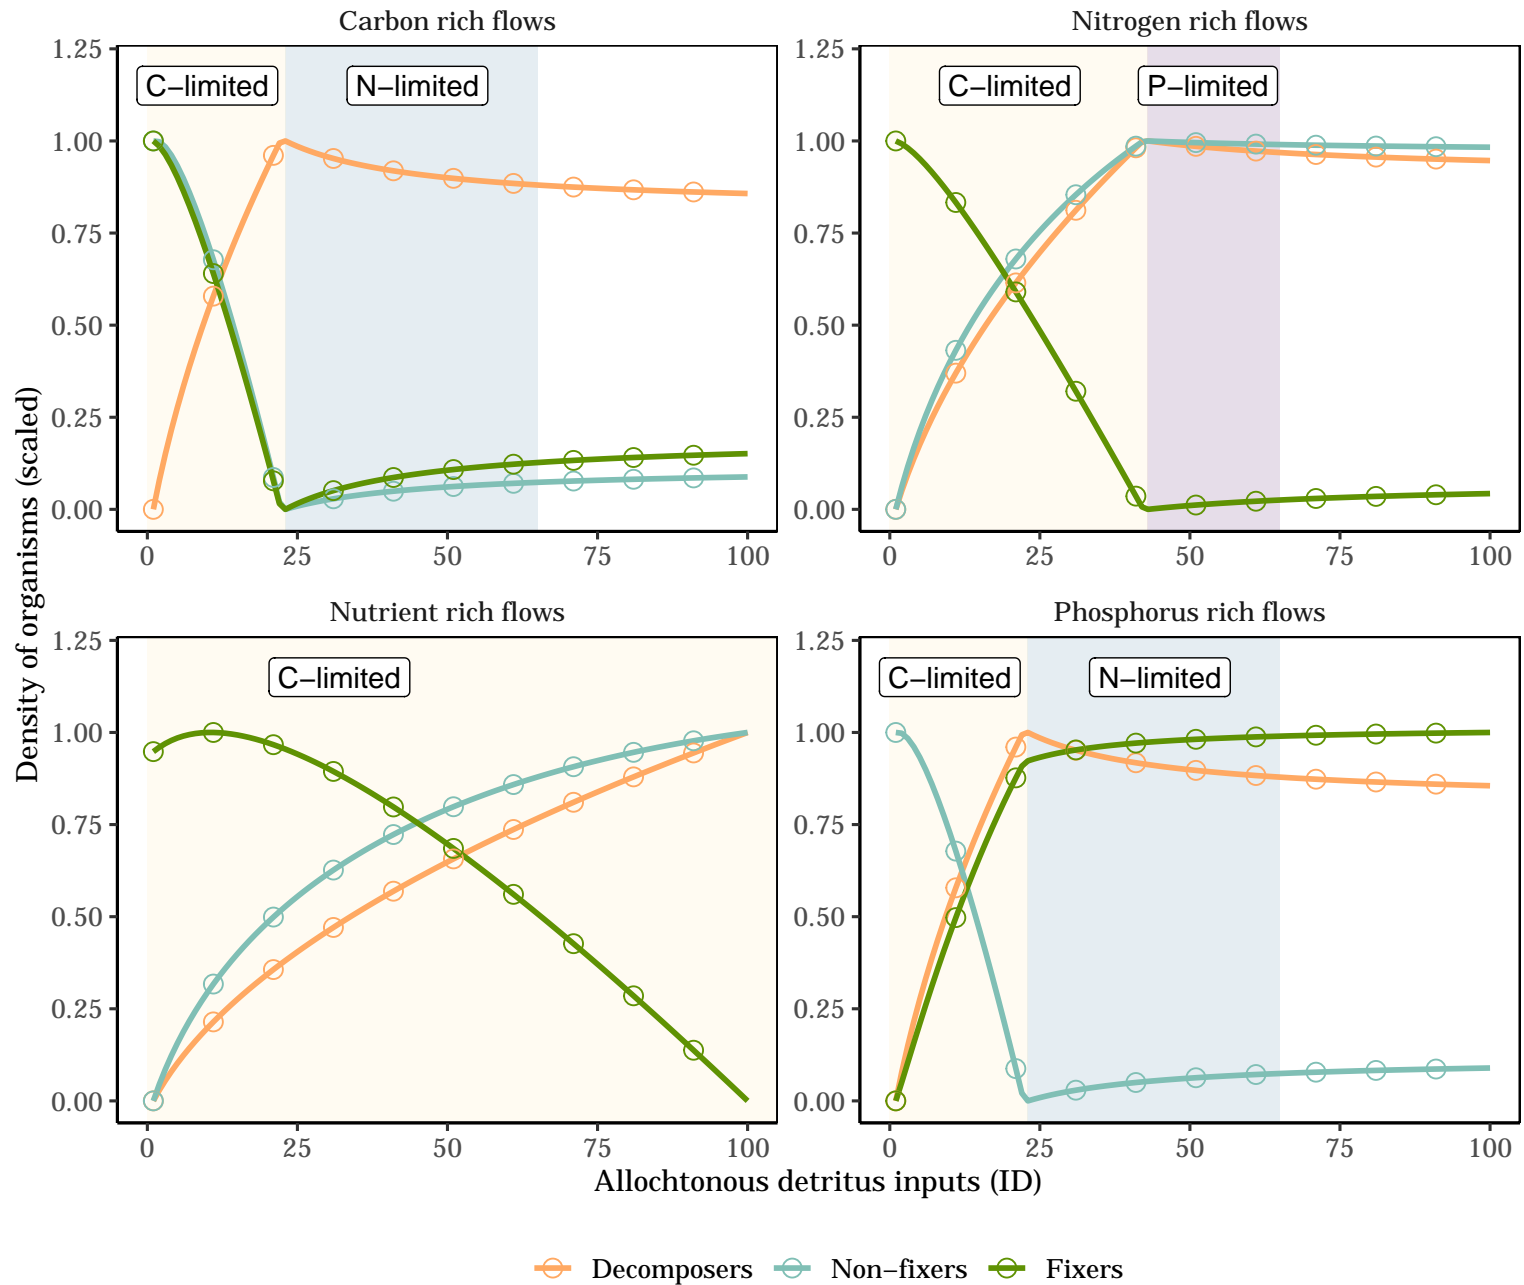 Carbon rich flows
Nitrogen rich flows
1.25
1.00
0.75
0.50
0.25
0.00
C−limited
N−limited
0 25 50 75 100
1.25
1.00
0.75
0.50
0.25
0.00
C−limited
P−limited
0 25 50 75 100
Density of organisms (scaled)
Nutrient rich flows
Phosphorus rich flows
1.25
1.00
0.75
0.50
0.25
0.00
C−limited
0 25 50 75 100
1.25
1.00
0.75
0.50
0.25
0.00
C−limited
N−limited
0 25 50 75 100
Allochtonous detritus inputs (ID)
Decomposers Non−fixers Fixers